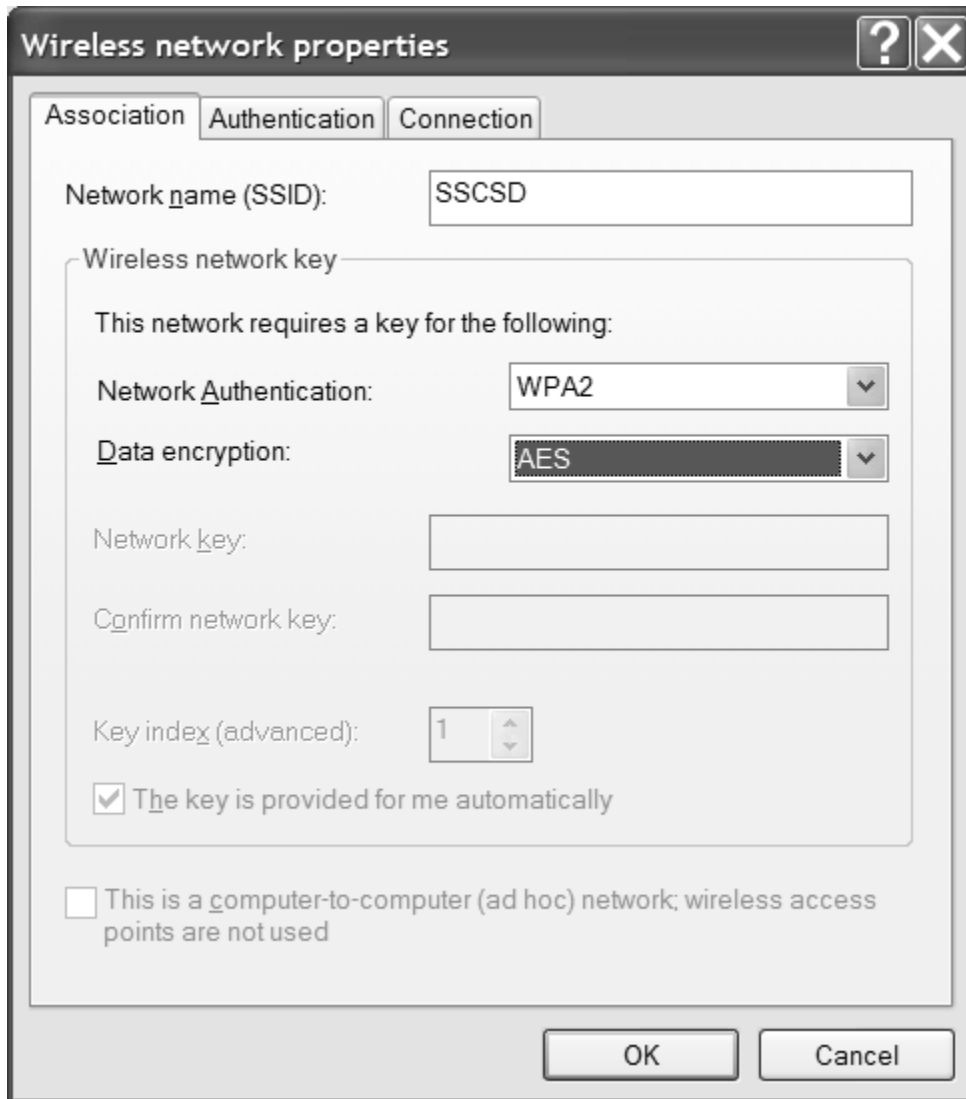 Wireless network properties
Association Authentication Connection
Network name (SSID): SSCSD
Wireless network key
This network requires a key for the following:
Network Authentication: WPA2
Data encryption: AES
Network key:
Confirm network key:
Key index (advanced): 1
The key is provided for me automatically
This is a computer-to-computer (ad hoc) network; wireless access
points are not used
OK Cancel